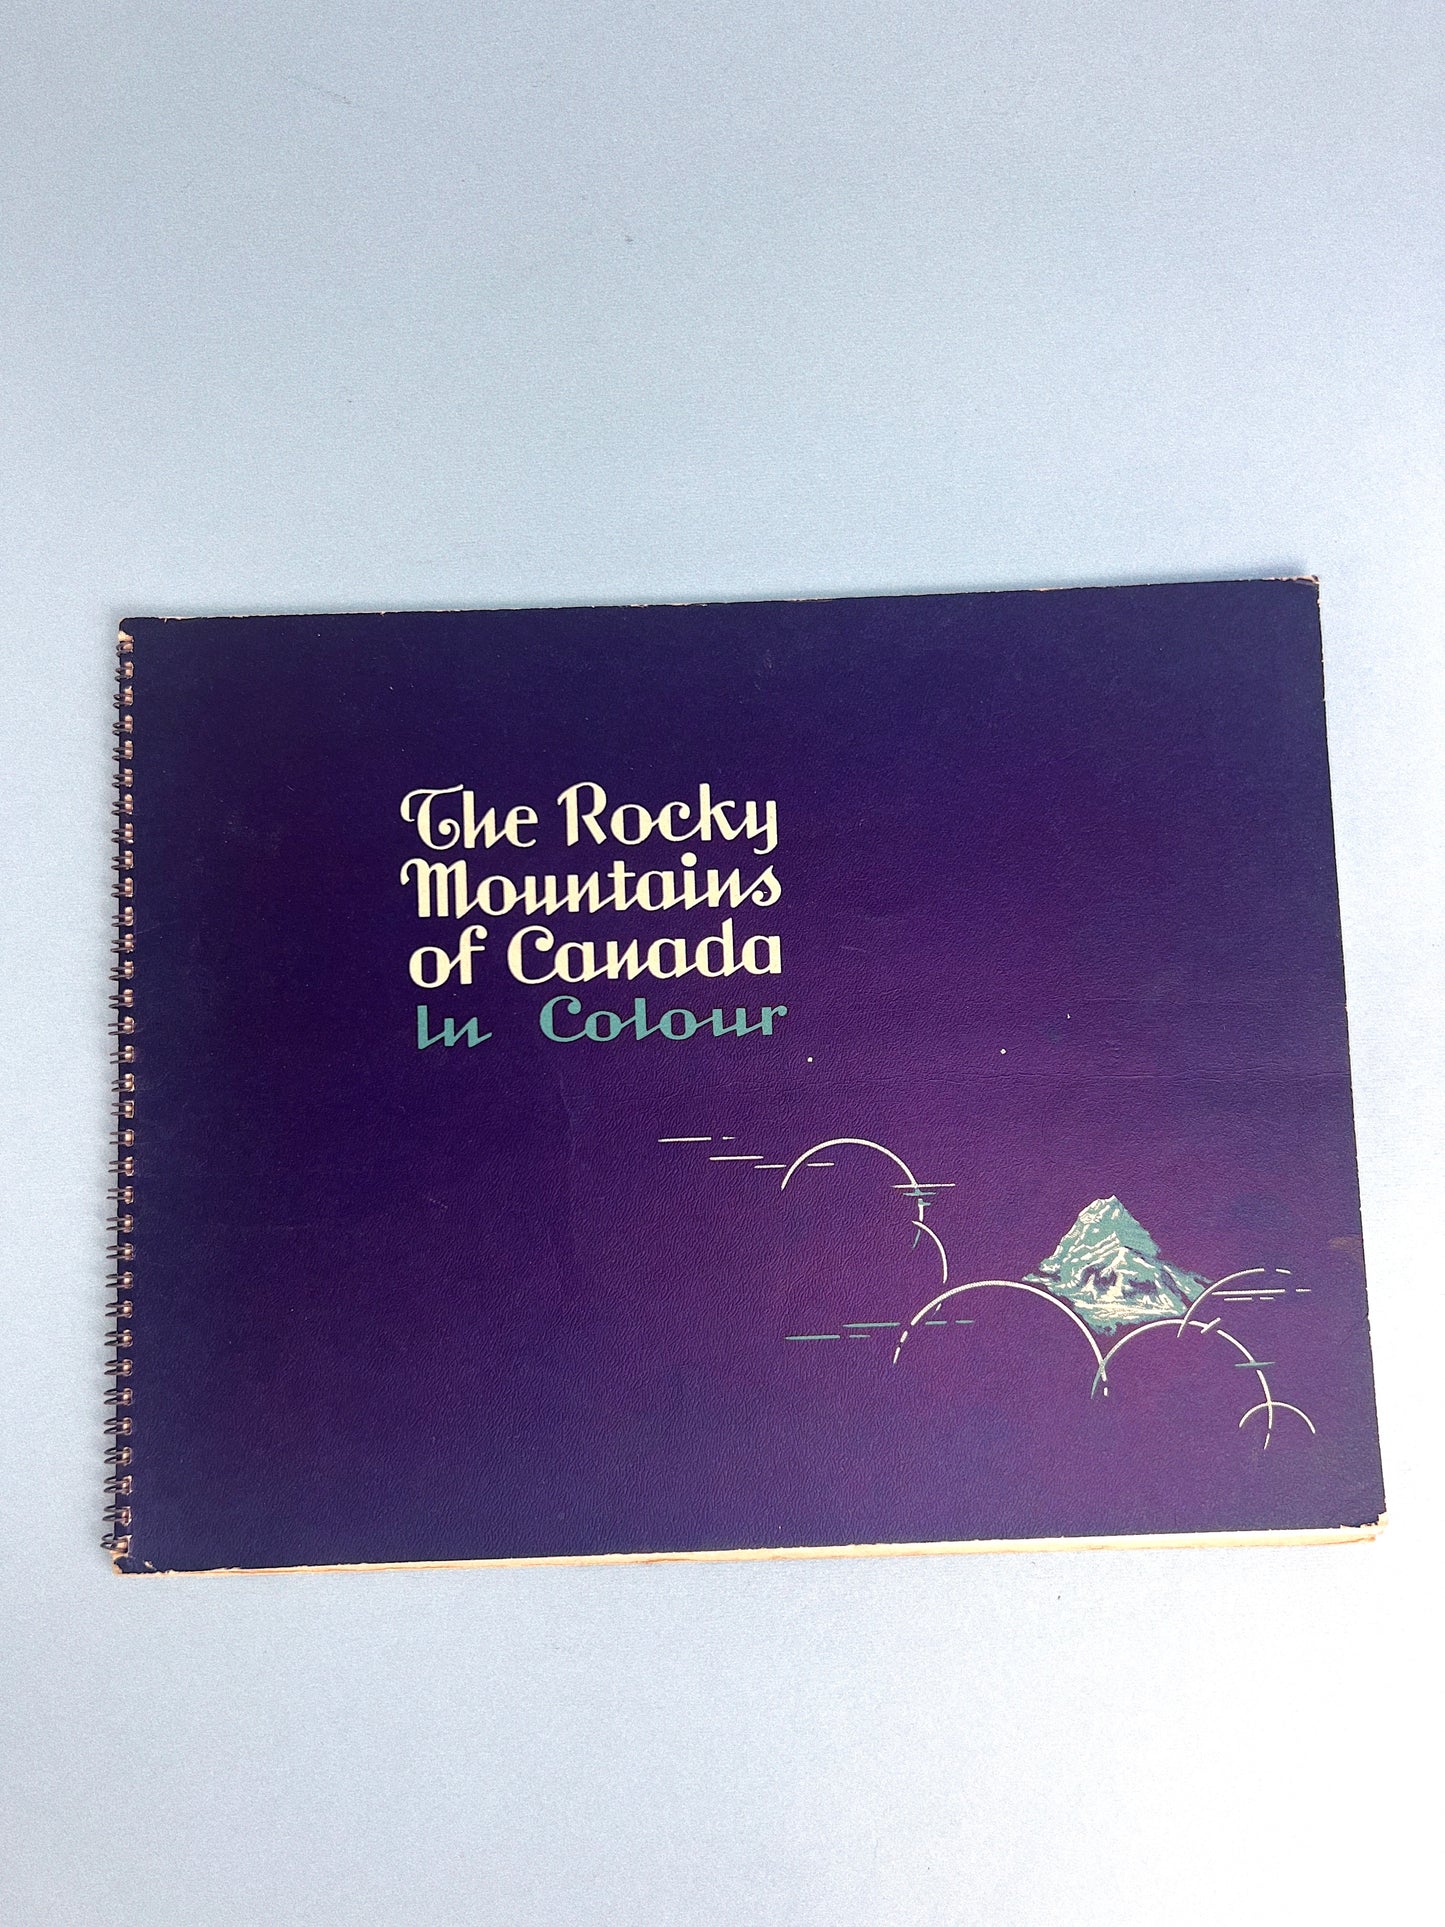 The Rocky
Mountains
of Canada
In Colour